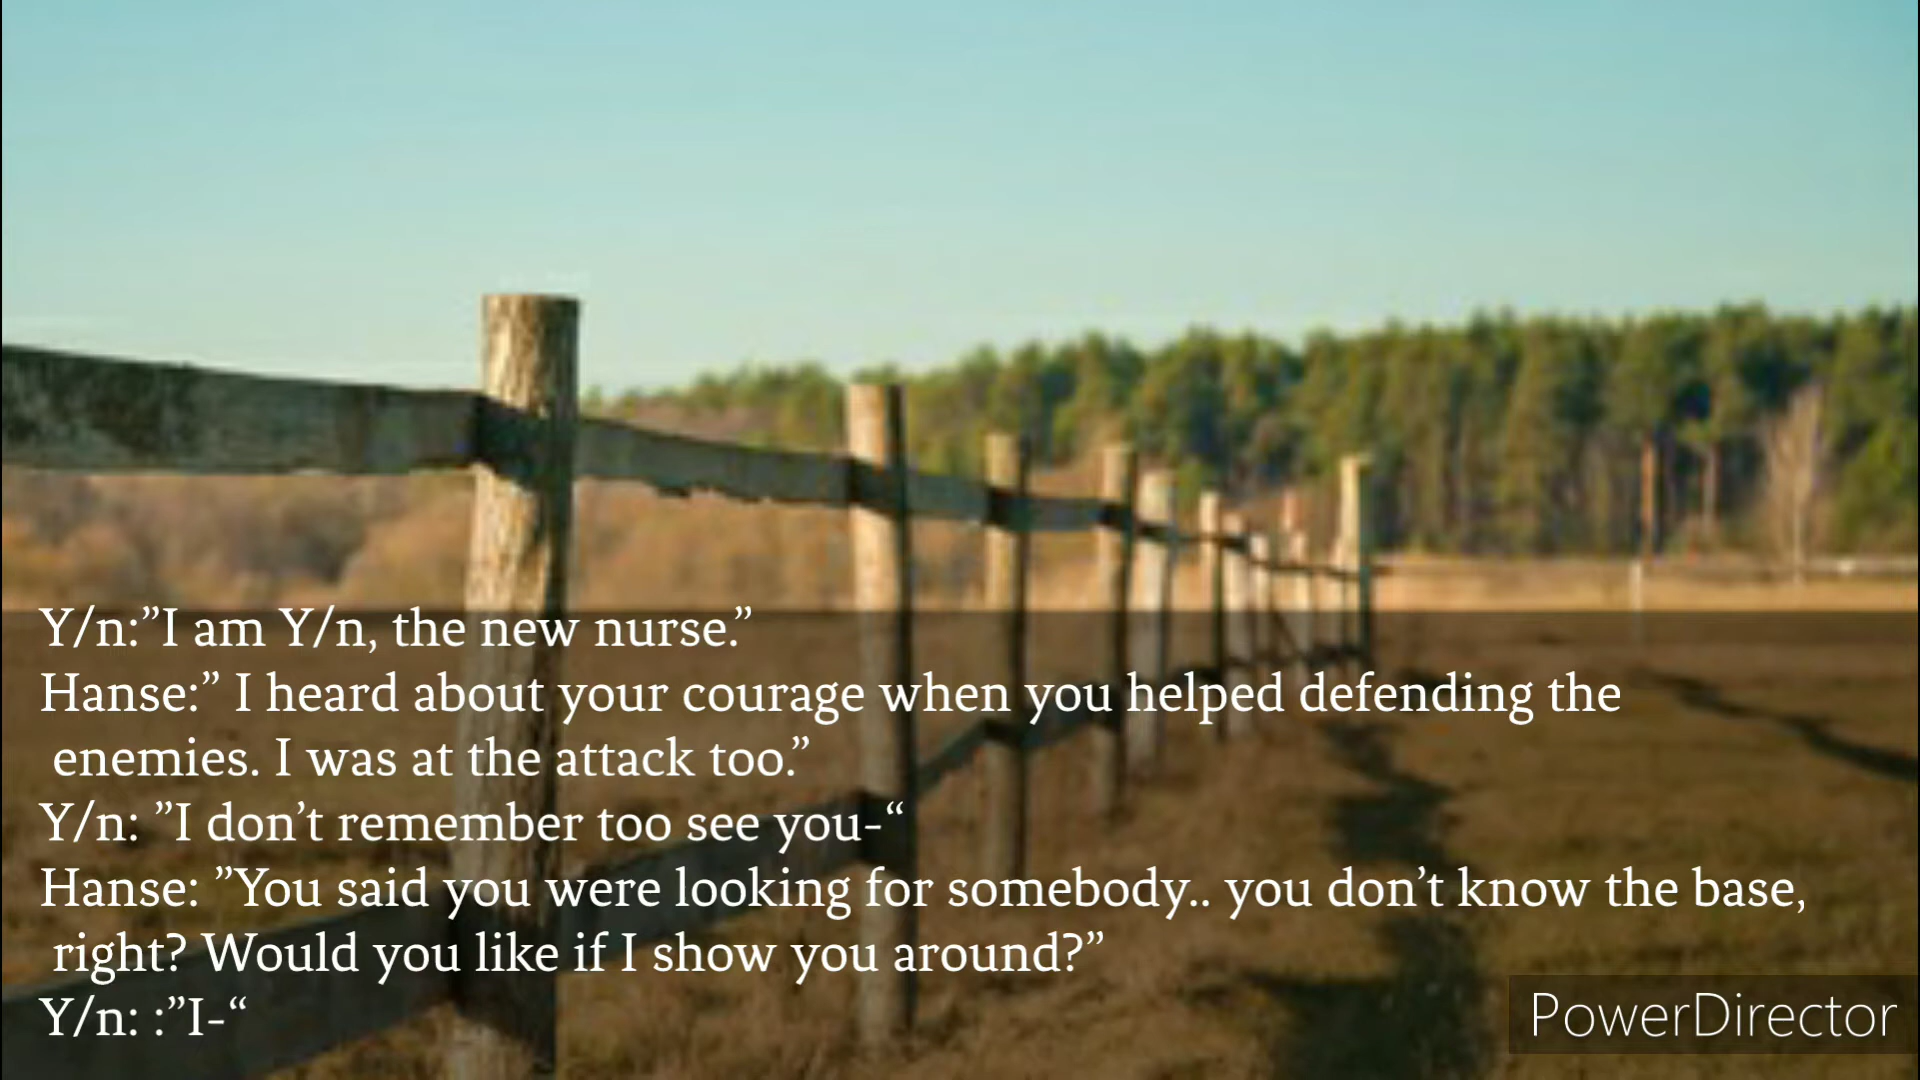 Y/n:”I am Y/n, the new nurse.”
Hanse:” I heard about your courage when you helped defending the
enemies. I was at the attack too.”
Y/n: ”I don’t remember too see you-“
Hanse: ”You said you were looking for somebody.. you don’t know the base,
right? Would you like if I show you around?”
Y/n: :”I-“
PowerDirector